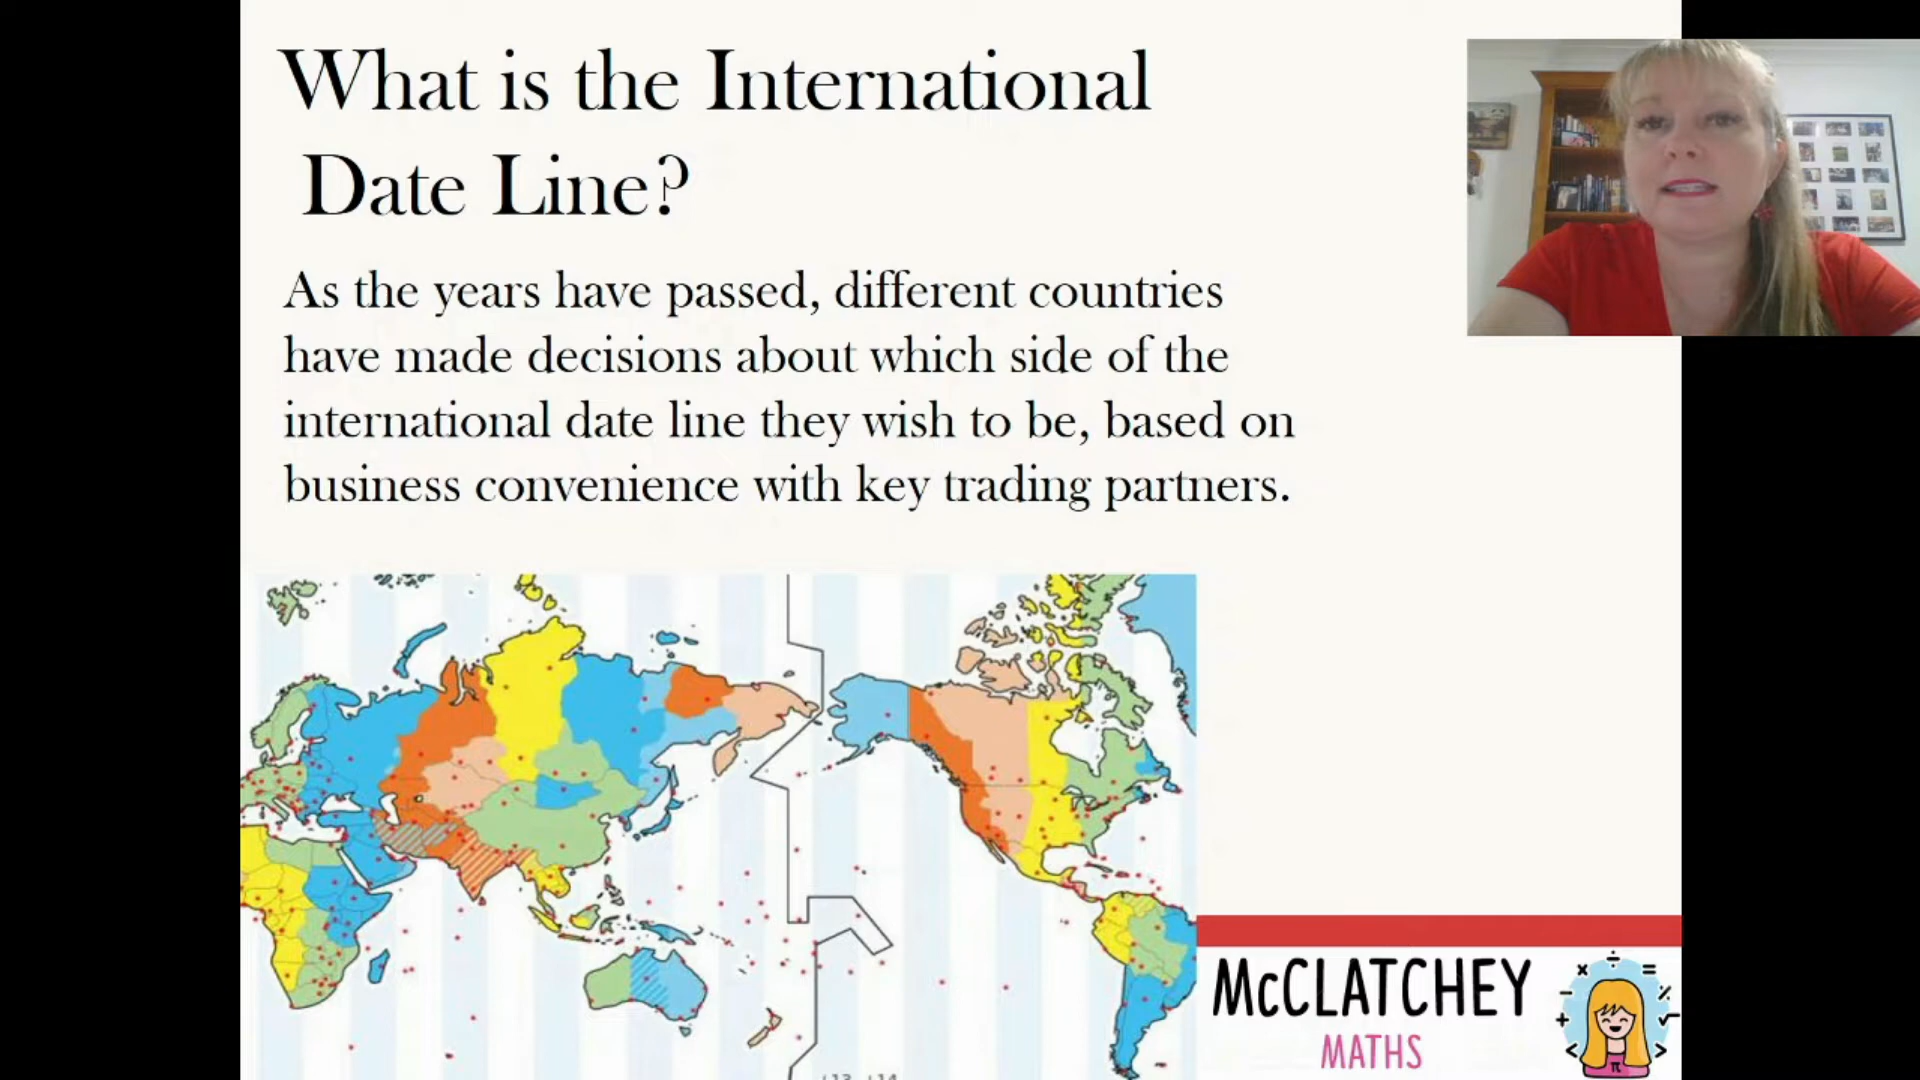 What is the International
Date Line?
As the years have passed, different countries
have made decisions about which side of the
international date line they wish to be, based on
business convenience with key trading partners.
McCLATCHEY
MATHS